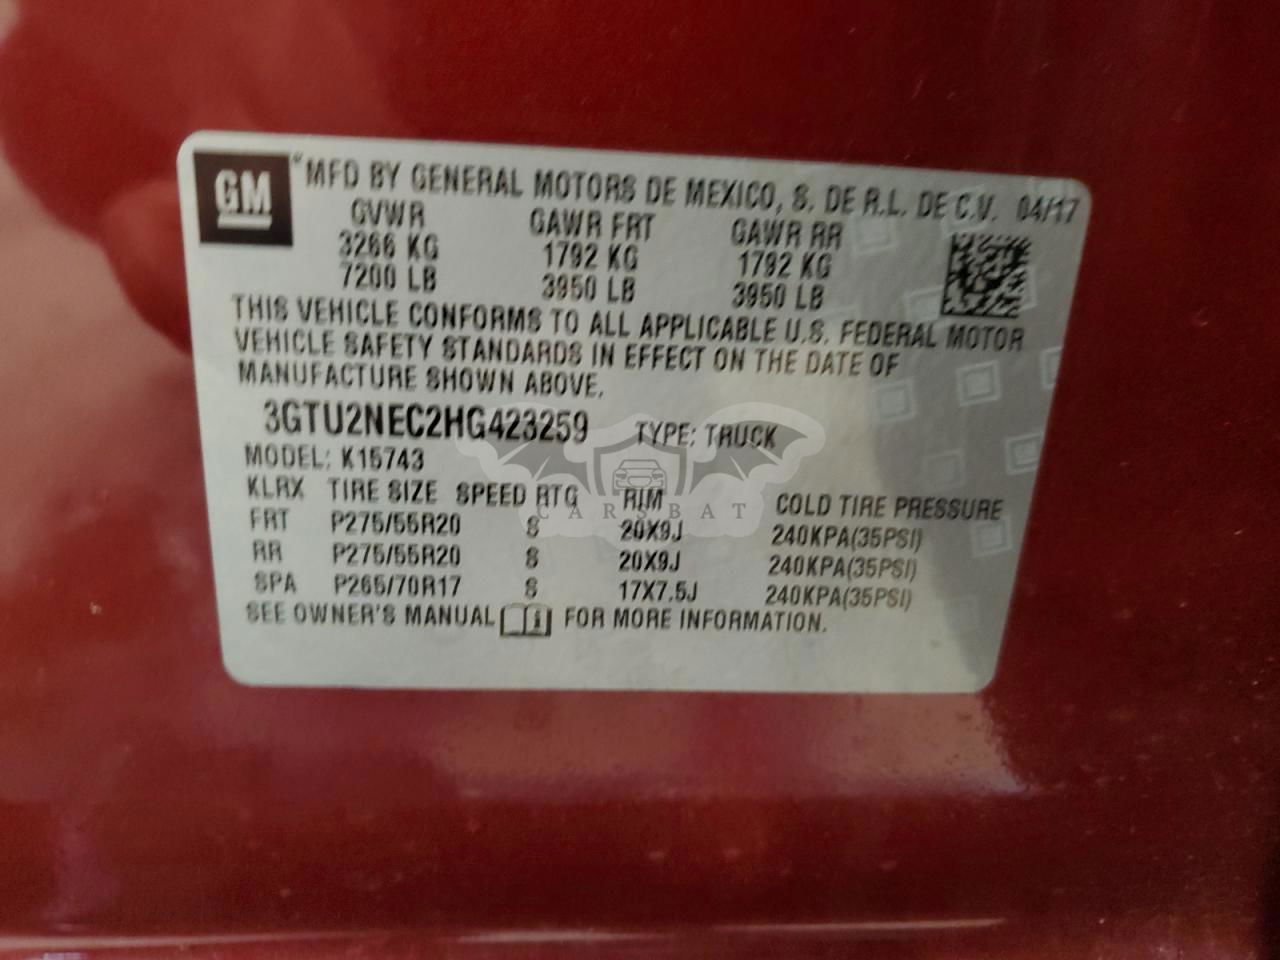 GM
MFD BY GENERAL MOTORS DE MEXICO, S. DE R.L. DE C.V. 04/17
GVWR GAWR FRT GAWR RR
3266 KG 1792 KG 1792 KG
7200 LB 3950 LB 3950 LB
THIS VEHICLE CONFORMS TO ALL APPLICABLE U.S. FEDERAL MOTOR
VEHICLE SAFETY STANDARDS IN EFFECT ON THE DATE OF
MANUFACTURE SHOWN ABOVE.
3GTU2NEC2HG423259 TYPE: TRUCK
MODEL: K15743
KLRX TIRE SIZE SPEED RTG RIM COLD TIRE PRESSURE
CARSBAT
FRT P275/55R20 S 20X9J 240KPA(35PSI)
RR P275/55R20 S 20X9J 240KPA(35PSI)
SPA P265/70R17 S 17X7.5J 240KPA(35PSI)
SEE OWNER'S MANUAL FOR MORE INFORMATION.